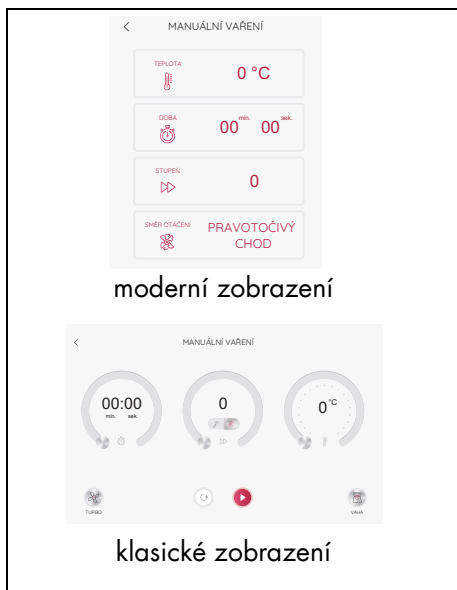 MANUÁLNÍ VAŘENÍ
TEPLOTA
0 °C
DOBA
00 min. 00 sek.
STUPEŇ
0
SMĚR OTÁČENÍ
PRAVOTOČIVÝ
CHOD
moderní zobrazení
MANUÁLNÍ VAŘENÍ
00:00
min. sek.
0
0 °C
TURBO
VÁHA
klasické zobrazení